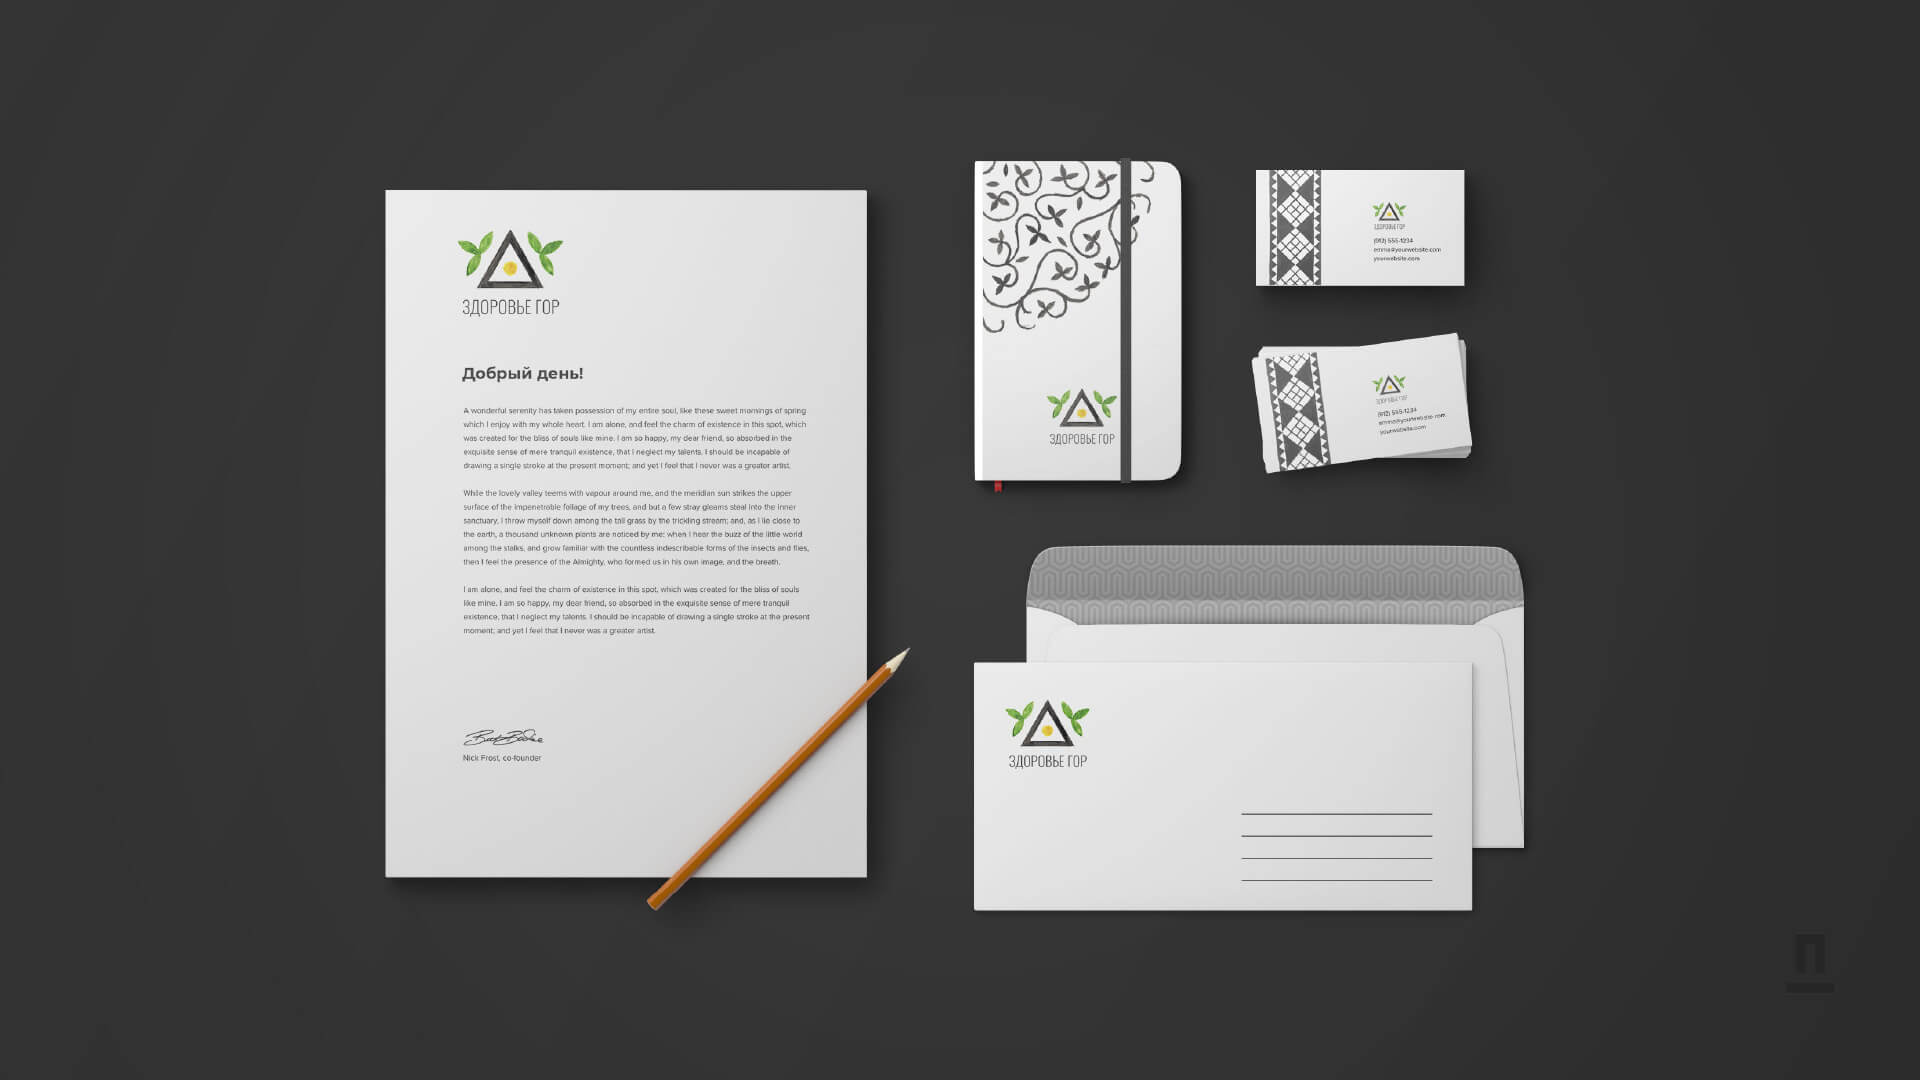 ЗДОРОВЬЕ ГОР
Добрый день!
A wonderful serenity has taken possession of my entire soul, like these sweet mornings of spring
which I enjoy with my whole heart. I am alone, and feel the charm of existence in this spot, which
was created for the bliss of souls like mine. I am so happy, my dear friend, so absorbed in the
exquisite sense of mere tranquil existence, that I neglect my talents. I should be incapable of
drawing a single stroke at the present moment; and yet I feel that I never was a greater artist.
While the lovely valley teems with vapour around me, and the meridian sun strikes the upper
surface of the impenetrable foliage of my trees, and but a few stray gleams steal into the inner
sanctuary, I throw myself down among the tall grass by the trickling stream; and, as I lie close to
the earth, a thousand unknown plants are noticed by me: when I hear the buzz of the little world
among the stalks, and grow familiar with the countless indescribable forms of the insects and flies,
then I feel the presence of the Almighty, who formed us in his own image, and the breath.
I am alone, and feel the charm of existence in this spot, which was created for the bliss of souls
like mine. I am so happy, my dear friend, so absorbed in the exquisite sense of mere tranquil
existence, that I neglect my talents. I should be incapable of drawing a single stroke at the present
moment; and yet I feel that I never was a greater artist.
Nick Frost, co-founder
ЗДОРОВЬЕ ГОР
ЗДОРОВЬЕ ГОР
(912) 555-1234
emma@yourwebsite.com
yourwebsite.com
ЗДОРОВЬЕ ГОР
(912) 555-1234
emma@yourwebsite.com
yourwebsite.com
ЗДОРОВЬЕ ГОР